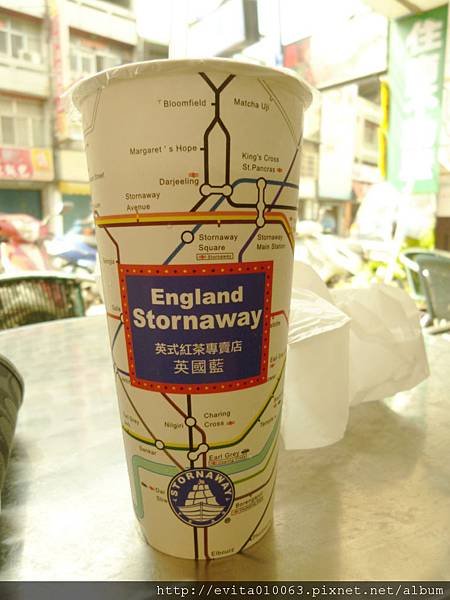 Bloomfield
Matcha Uji
Margaret's Hope
King's Cross
St.Pancras
Darjeeling
Stornaway
Avenue
Stornaway
Square
Stornaway
Main Station
England
Stornaway
英式紅茶專賣店
英國藍
Charing
Cross
Nilgiri
Earl Grey
STORNAWAY
®
Elbrutz
http://evita010063.pixnet.net/album